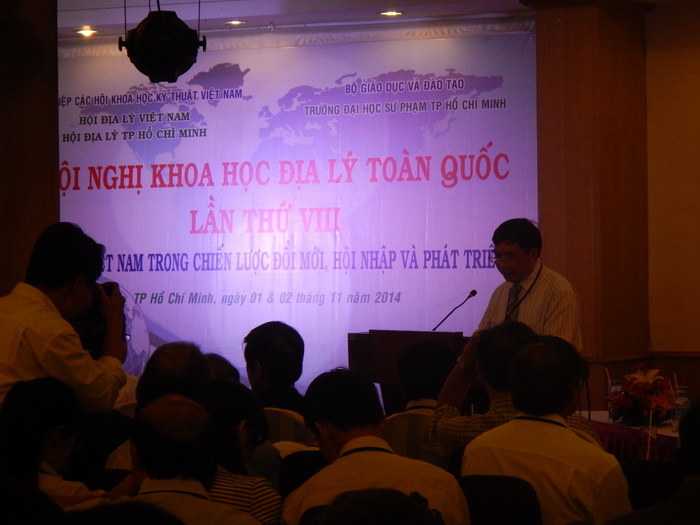 HIỆP CÁC HỘI KHOA HỌC KỸ THUẬT VIỆT NAM
HỘI ĐỊA LÝ VIỆT NAM
HỘI ĐỊA LÝ TP HỒ CHÍ MINH
BỘ GIÁO DỤC VÀ ĐÀO TẠO
TRƯỜNG ĐẠI HỌC SƯ PHẠM TP HỒ CHÍ MINH
ỘI NGHỊ KHOA HỌC ĐỊA LÝ TOÀN QUỐC
LẦN THỨ VIII
ỆT NAM TRONG CHIẾN LƯỢC ĐỔI MỚI, HỘI NHẬP VÀ PHÁT TRIỂ
TP Hồ Chí Minh, ngày 01 & 02 tháng 11 năm 2014